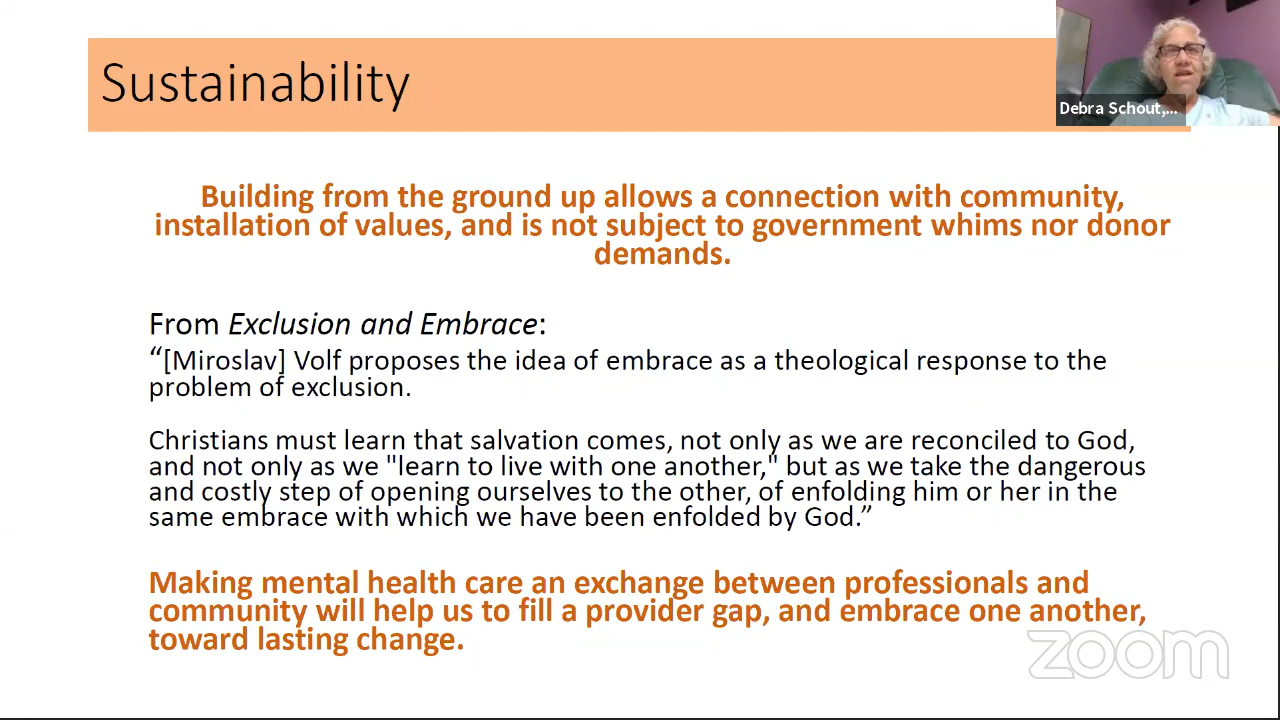 Sustainability
Debra Schout,...
Building from the ground up allows a connection with community,
installation of values, and is not subject to government whims nor donor
demands.
From Exclusion and Embrace:
“[Miroslav] Volf proposes the idea of embrace as a theological response to the
problem of exclusion.
Christians must learn that salvation comes, not only as we are reconciled to God,
and not only as we "learn to live with one another," but as we take the dangerous
and costly step of opening ourselves to the other, of enfolding him or her in the
same embrace with which we have been enfolded by God.”
Making mental health care an exchange between professionals and
community will help us to fill a provider gap, and embrace one another,
toward lasting change.
zoom